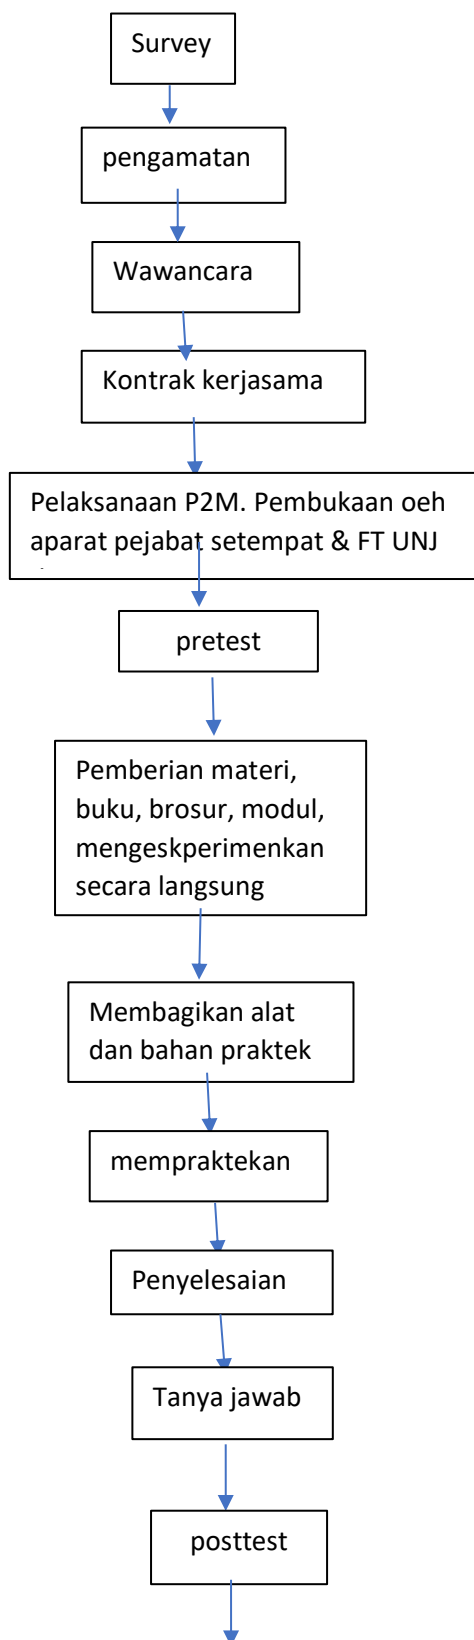 Survey
pengamatan
Wawancara
Kontrak kerjasama
Pelaksanaan P2M. Pembukaan oeh
aparat pejabat setempat & FT UNJ
pretest
Pemberian materi,
buku, brosur, modul,
mengeskperimenkan
secara langsung
Membagikan alat
dan bahan praktek
mempraktekan
Penyelesaian
Tanya jawab
posttest